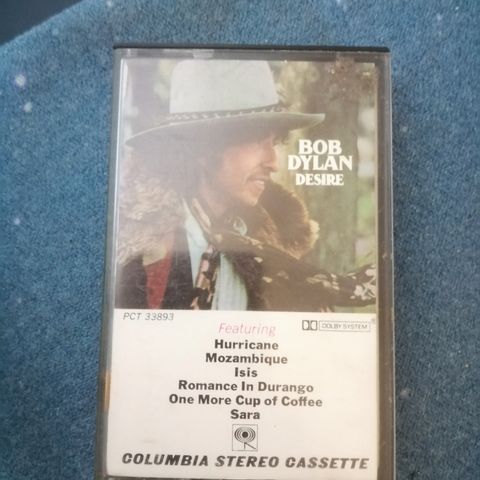 BOB
DYLAN
DESIRE
PCT 33893
Featuring
DOLBY SYSTEM
Hurricane
Mozambique
Isis
Romance In Durango
One More Cup of Coffee
Sara
COLUMBIA STEREO CASSETTE